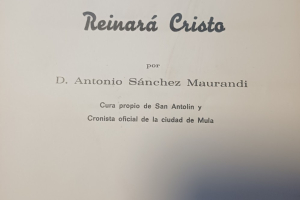 Reinará Cristo
por
D. Antonio Sánchez Maurandi
Cura propio de San Antolín y
Cronista oficial de la ciudad de Mula